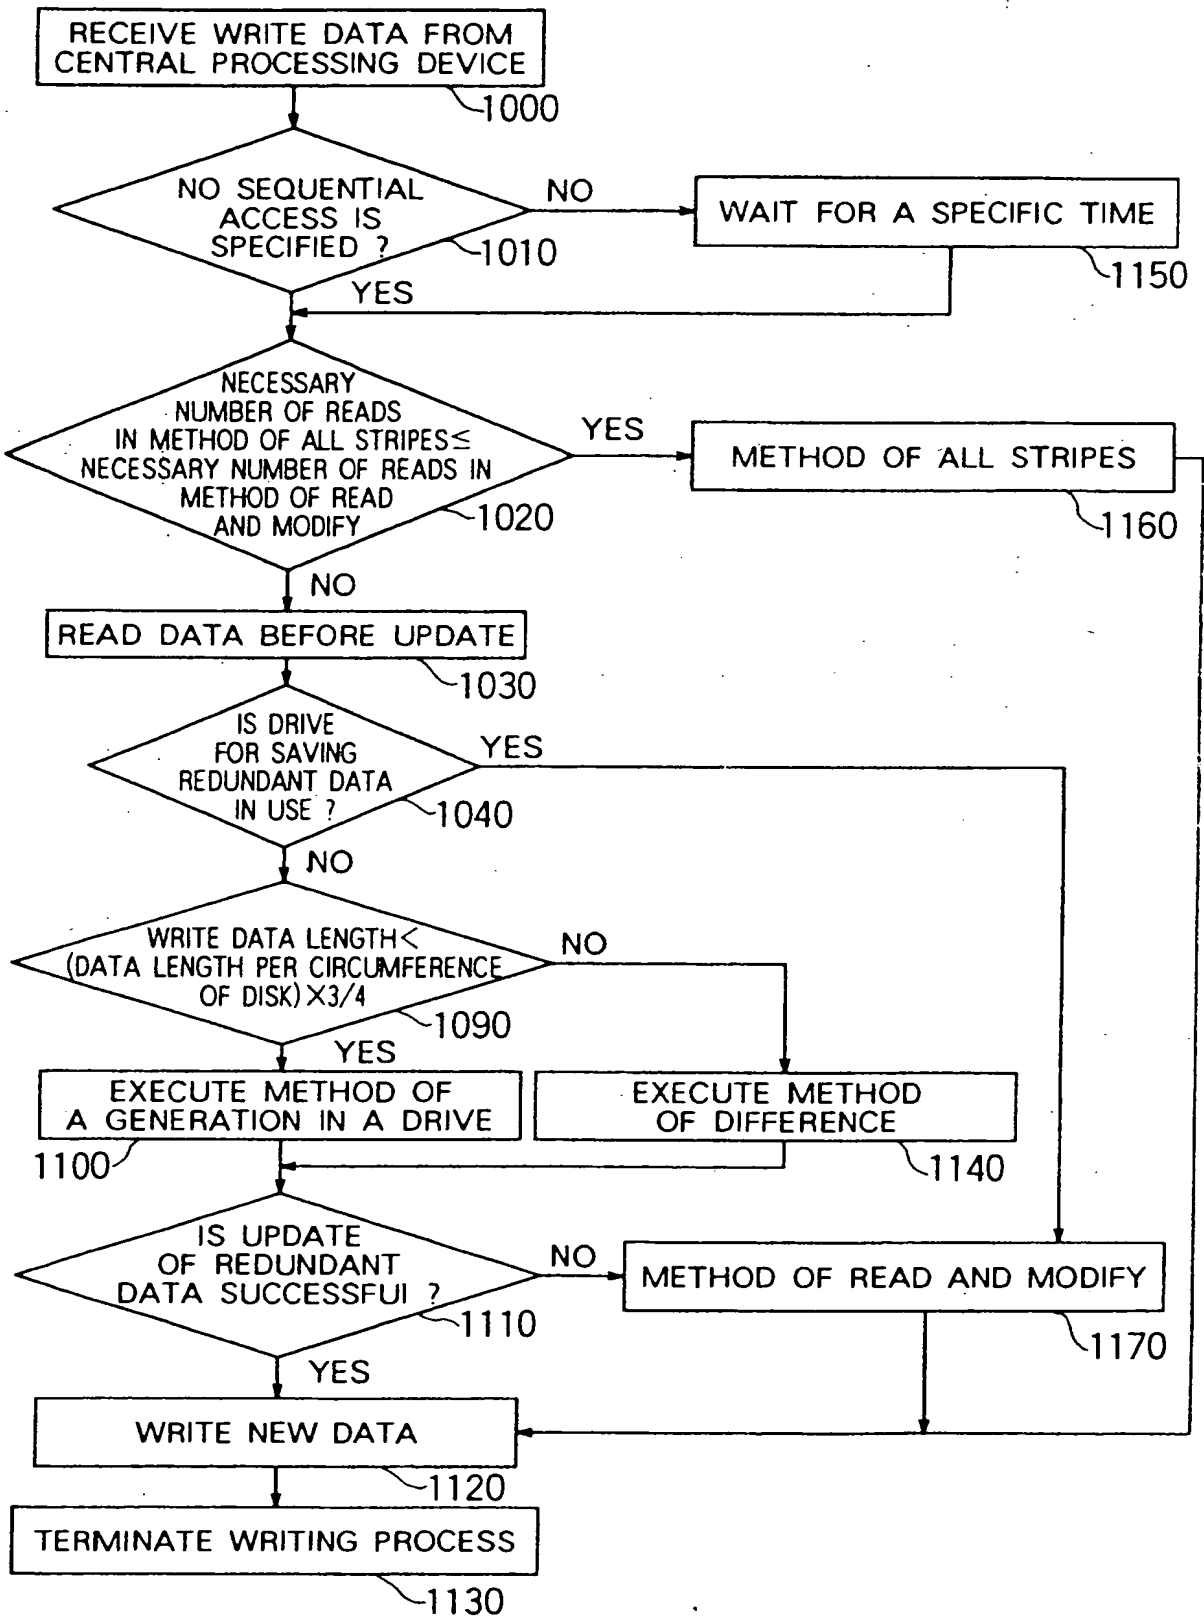 RECEIVE WRITE DATA FROM
CENTRAL PROCESSING DEVICE
1000
NO SEQUENTIAL
ACCESS IS
SPECIFIED ?
1010
NO
WAIT FOR A SPECIFIC TIME
1150
YES
NECESSARY
NUMBER OF READS
IN METHOD OF ALL STRIPES≤
NECESSARY NUMBER OF READS IN
METHOD OF READ
AND MODIFY
1020
YES
METHOD OF ALL STRIPES
1160
NO
READ DATA BEFORE UPDATE
1030
IS DRIVE
FOR SAVING
REDUNDANT DATA
IN USE ?
1040
YES
NO
WRITE DATA LENGTH<
(DATA LENGTH PER CIRCUMFERENCE
OF DISK)×3/4
1090
NO
YES
EXECUTE METHOD OF
A GENERATION IN A DRIVE
1100
EXECUTE METHOD
OF DIFFERENCE
1140
IS UPDATE
OF REDUNDANT
DATA SUCCESSFUI ?
1110
NO
METHOD OF READ AND MODIFY
1170
YES
WRITE NEW DATA
1120
TERMINATE WRITING PROCESS
1130